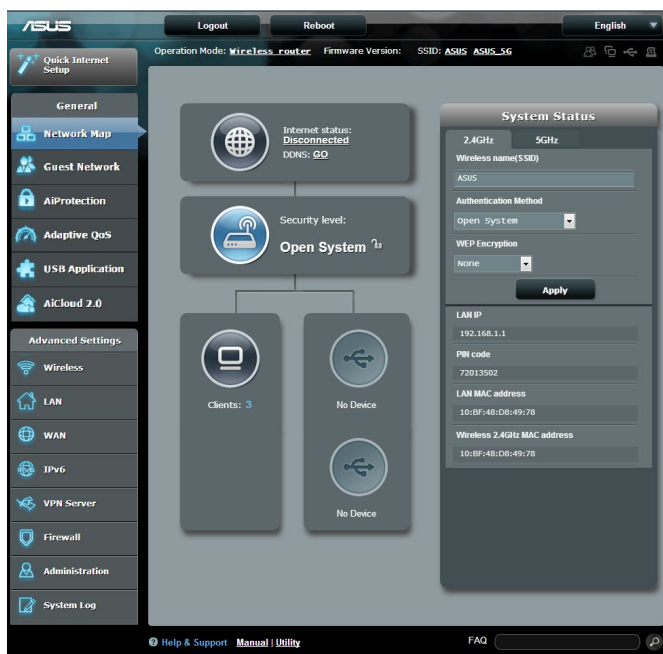 ASUS
Logout
Reboot
English
Quick Internet
Setup
Operation Mode: Wireless router Firmware Version: SSID: ASUS ASUS_5G
General
Network Map
Guest Network
AiProtection
Adaptive QoS
USB Application
AiCloud 2.0
Advanced Settings
Wireless
LAN
WAN
IPv6
IPv6
VPN Server
Firewall
Administration
System Log
Internet status:
Disconnected
DDNS: GO
Security level:
Open System
Clients: 3
No Device
No Device
System Status
2.4GHz
5GHz
Wireless name(SSID)
ASUS
Authentication Method
Open System
WEP Encryption
None
Apply
LAN IP
192.168.1.1
PIN code
72013502
LAN MAC address
10:BF:48:D8:49:78
Wireless 2.4GHz MAC address
10:BF:48:D8:49:78
? Help & Support Manual | Utility
FAQ